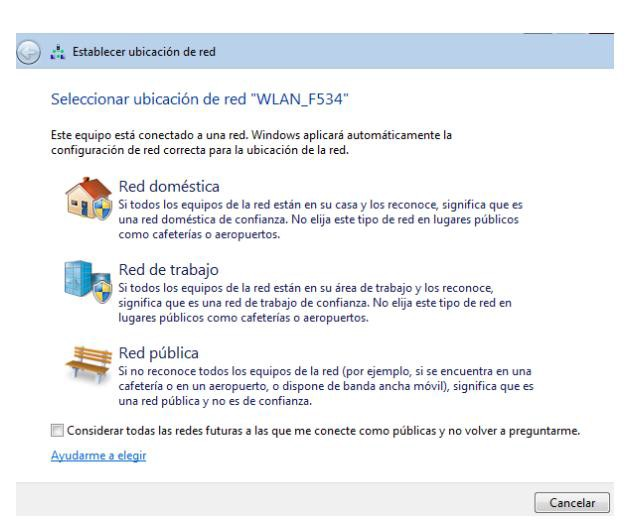 Establecer ubicación de red
Seleccionar ubicación de red "WLAN_F534"
Este equipo está conectado a una red. Windows aplicará automáticamente la
configuración de red correcta para la ubicación de la red.
Red doméstica
Si todos los equipos de la red están en su casa y los reconoce, significa que es
una red doméstica de confianza. No elija este tipo de red en lugares públicos
como cafeterías o aeropuertos.
Red de trabajo
Si todos los equipos de la red están en su área de trabajo y los reconoce,
significa que es una red de trabajo de confianza. No elija este tipo de red en
lugares públicos como cafeterías o aeropuertos.
Red pública
Si no reconoce todos los equipos de la red (por ejemplo, si se encuentra en una
cafetería o en un aeropuerto, o dispone de banda ancha móvil), significa que es
una red pública y no es de confianza.
Considerar todas las redes futuras a las que me conecte como públicas y no volver a preguntarme.
Ayudarme a elegir
Cancelar